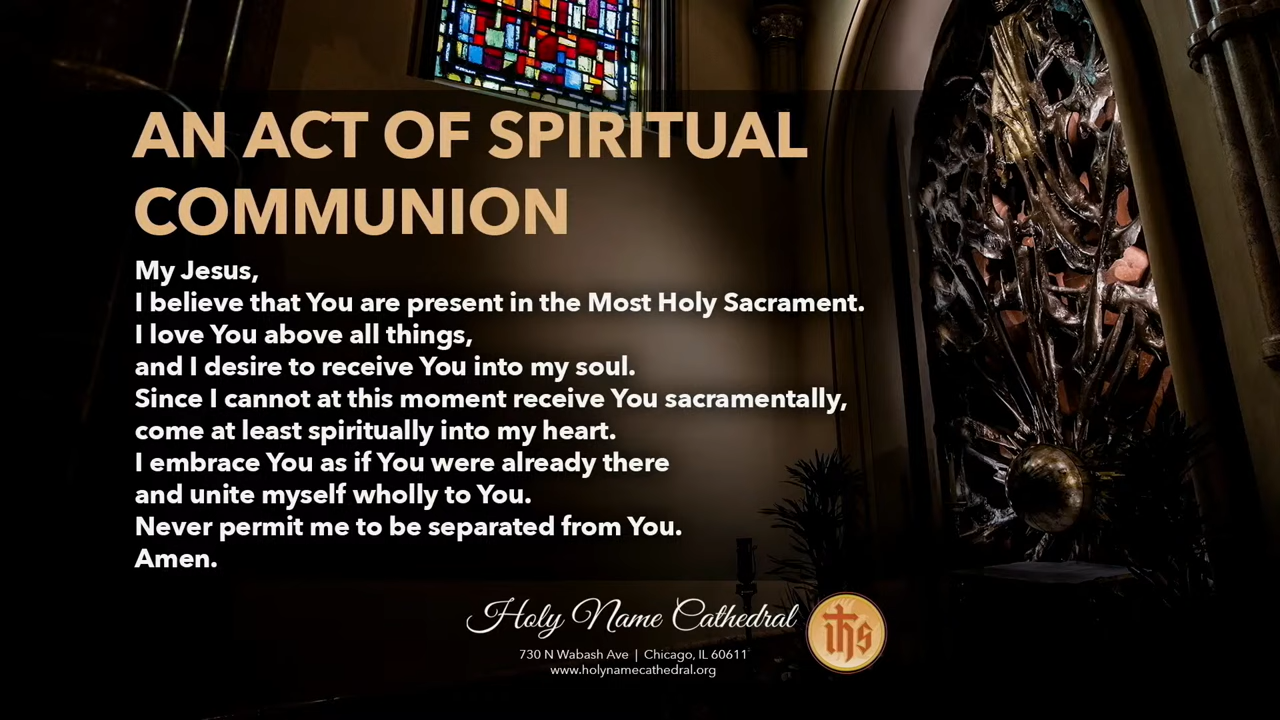 AN ACT OF SPIRITUAL
COMMUNION
My Jesus,
I believe that You are present in the Most Holy Sacrament.
I love You above all things,
and I desire to receive You into my soul.
Since I cannot at this moment receive You sacramentally,
come at least spiritually into my heart.
I embrace You as if You were already there
and unite myself wholly to You.
Never permit me to be separated from You.
Amen.
Holy Name Cathedral
ihs
730 N Wabash Ave | Chicago, IL 60611
www.holynamecathedral.org